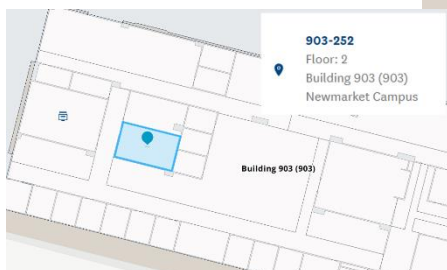 903-252
Floor: 2
Building 903 (903)
Newmarket Campus
Building 903 (903)